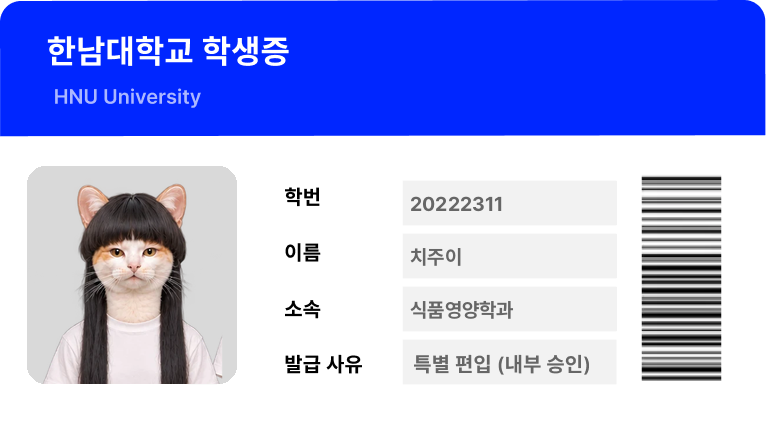 한남대학교 학생증
HNU University
학번 20222311
이름 치주이
소속 식품영양학과
발급 사유 특별 편입 (내부 승인)